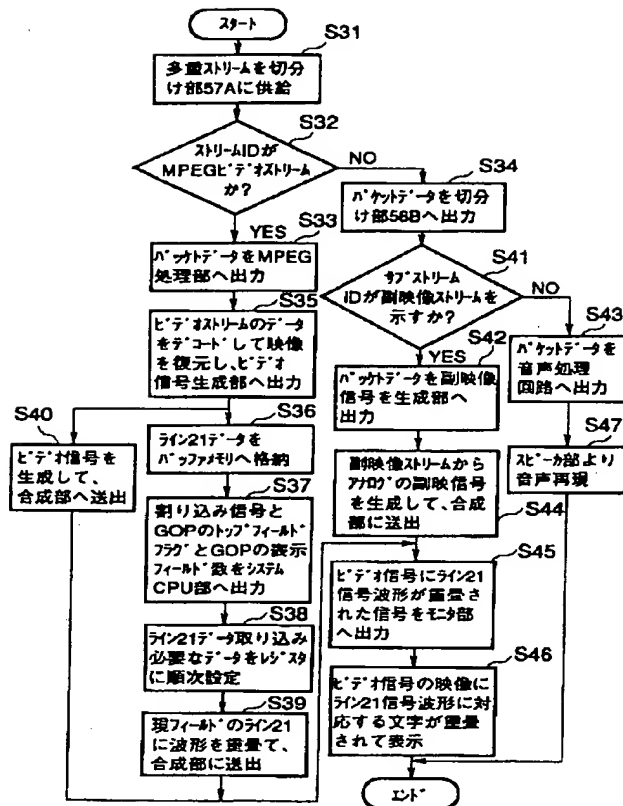 スタート
S31
多重ストリームを切分
け部57Aに供給
S32
ストリームIDが
MPEGビデオストリーム
か?
NO
S34
パケットデータを切分
け部58Bへ出力
YES
S33
パケットデータをMPEG
処理部へ出力
S41
サブストリーム
IDが副映像ストリームを
示すか?
NO
S43
パケットデータを
音声処理
回路へ出力
S35
ビデオストリームのデータ
をデコードして映像
を復元し、ビデオ
信号生成部へ出力
YES
S42
パケットデータを副映像
信号を生成部へ
出力
S40
ビデオ信号を
生成して、
合成部へ送出
S36
ライン21データを
バッファメモリへ格納
S47
スピーカ部より
音声再現
副映像ストリームから
アナログの副映信号
を生成して、合成
部に送出
S44
S37
割り込み信号と
GOPのトップフィールド
フラグとGOPの表示
フィールド数をシステム
CPU部へ出力
S45
ビデオ信号にライン21
信号波形が重畳さ
れた信号をモニタ部
へ出力
S38
ライン21データ取り込み
必要なデータをレジスタ
に順次設定
S46
ビデオ信号の映像に
ライン21信号波形に対
応する文字が重畳
されて表示
S39
現フィールドのライン21
に波形を重畳て、
合成部に送出
エンド